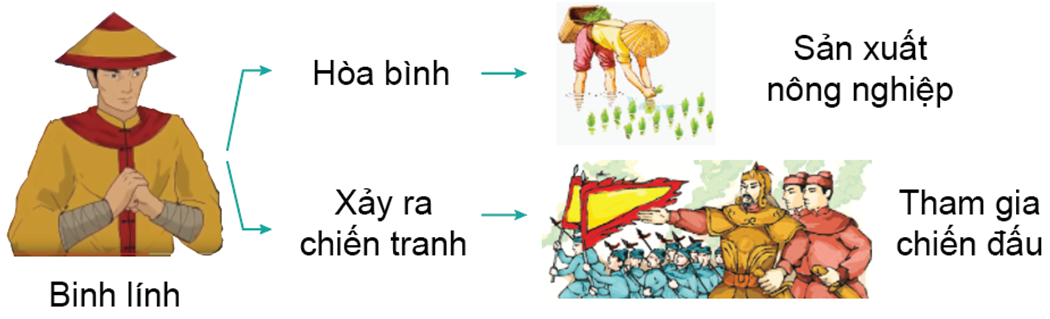 Binh lính
Hòa bình
Sản xuất
nông nghiệp
Xảy ra
chiến tranh
Tham gia
chiến đấu